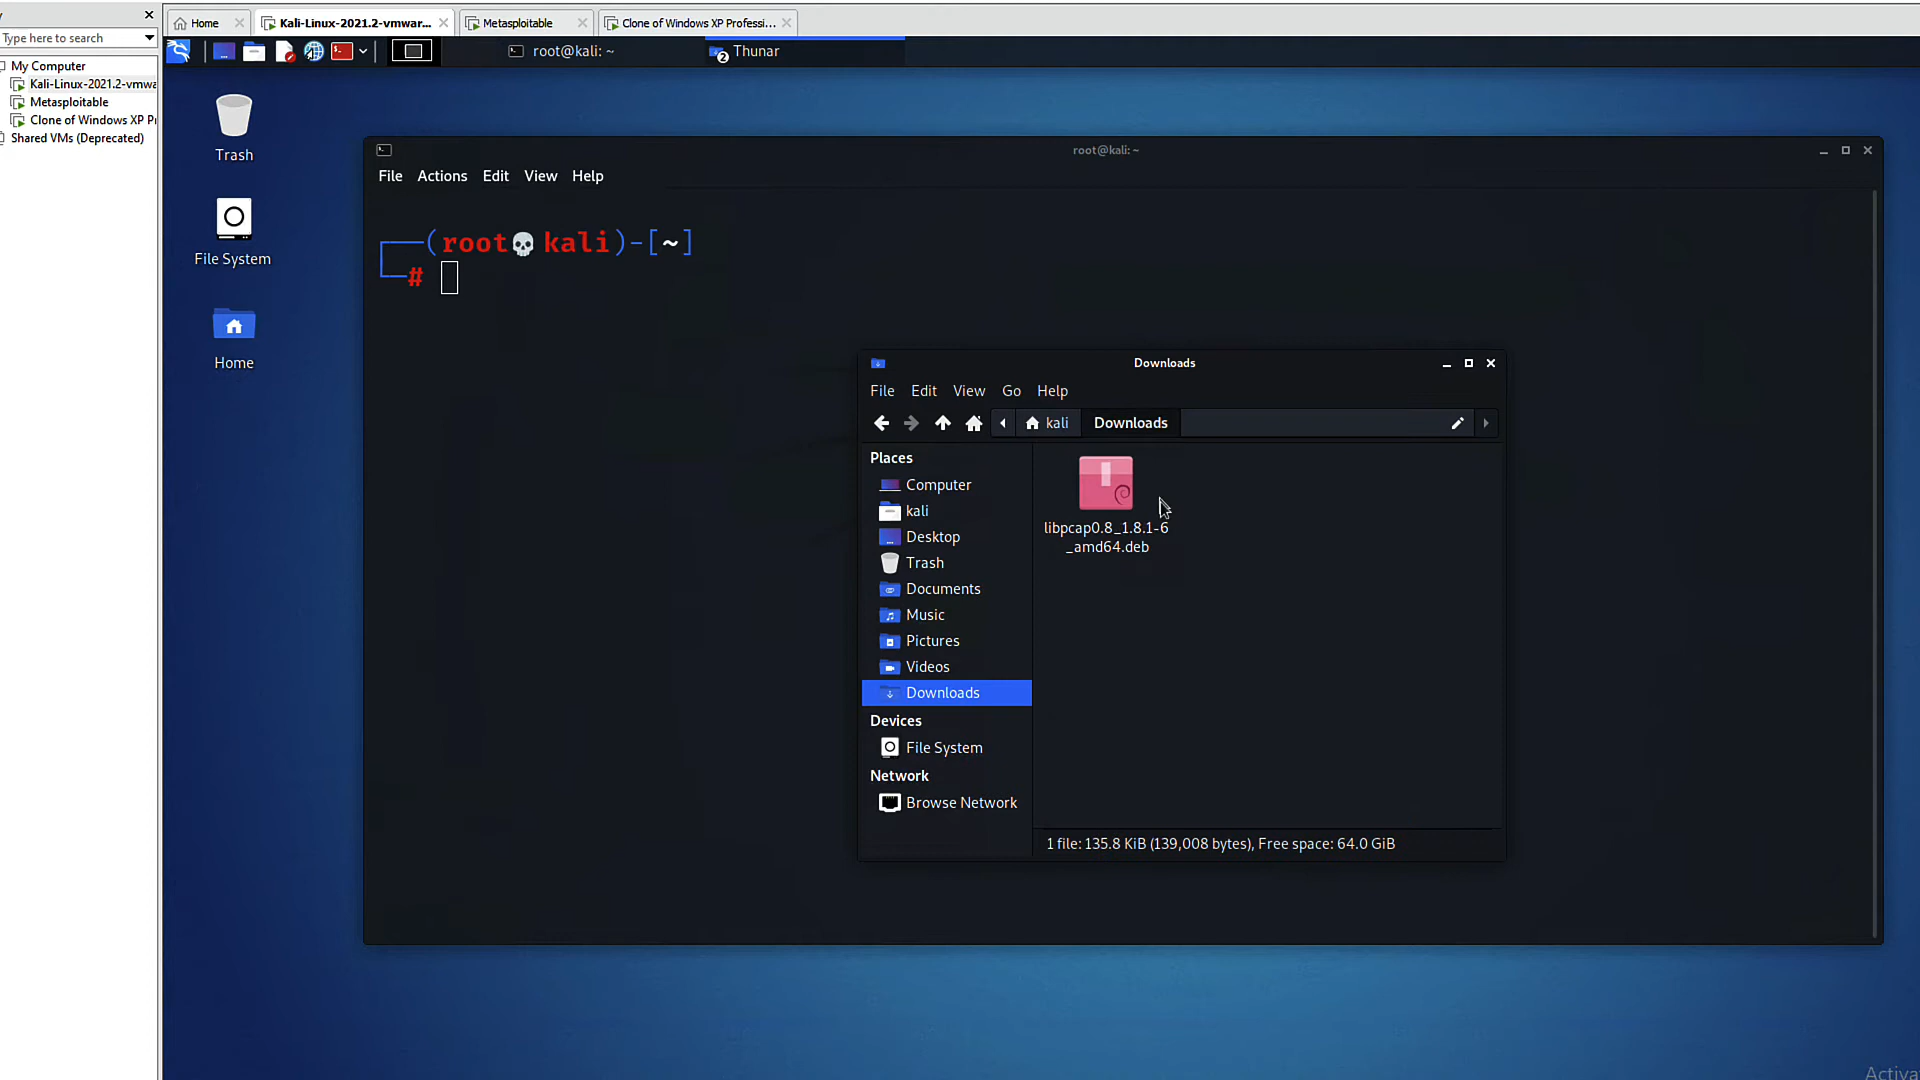 Home
Kali-Linux-2021.2-vmwar...
Metasploitable
Clone of Windows XP Professi...
Type here to search
My Computer
Kali-Linux-2021.2-vmwa
Metasploitable
Clone of Windows XP Pr
Shared VMs (Deprecated)
root@kali: ~
2 Thunar
Trash
File System
Home
root@kali: ~
File Actions Edit View Help
(root💀kali)-[~]
#
Downloads
File Edit View Go Help
kali
Downloads
Places
Computer
kali
Desktop
Trash
Documents
Music
Pictures
Videos
Downloads
Devices
File System
Network
Browse Network
libpcap0.8_1.8.1-6
_amd64.deb
1 file: 135.8 KiB (139,008 bytes), Free space: 64.0 GiB
Activa